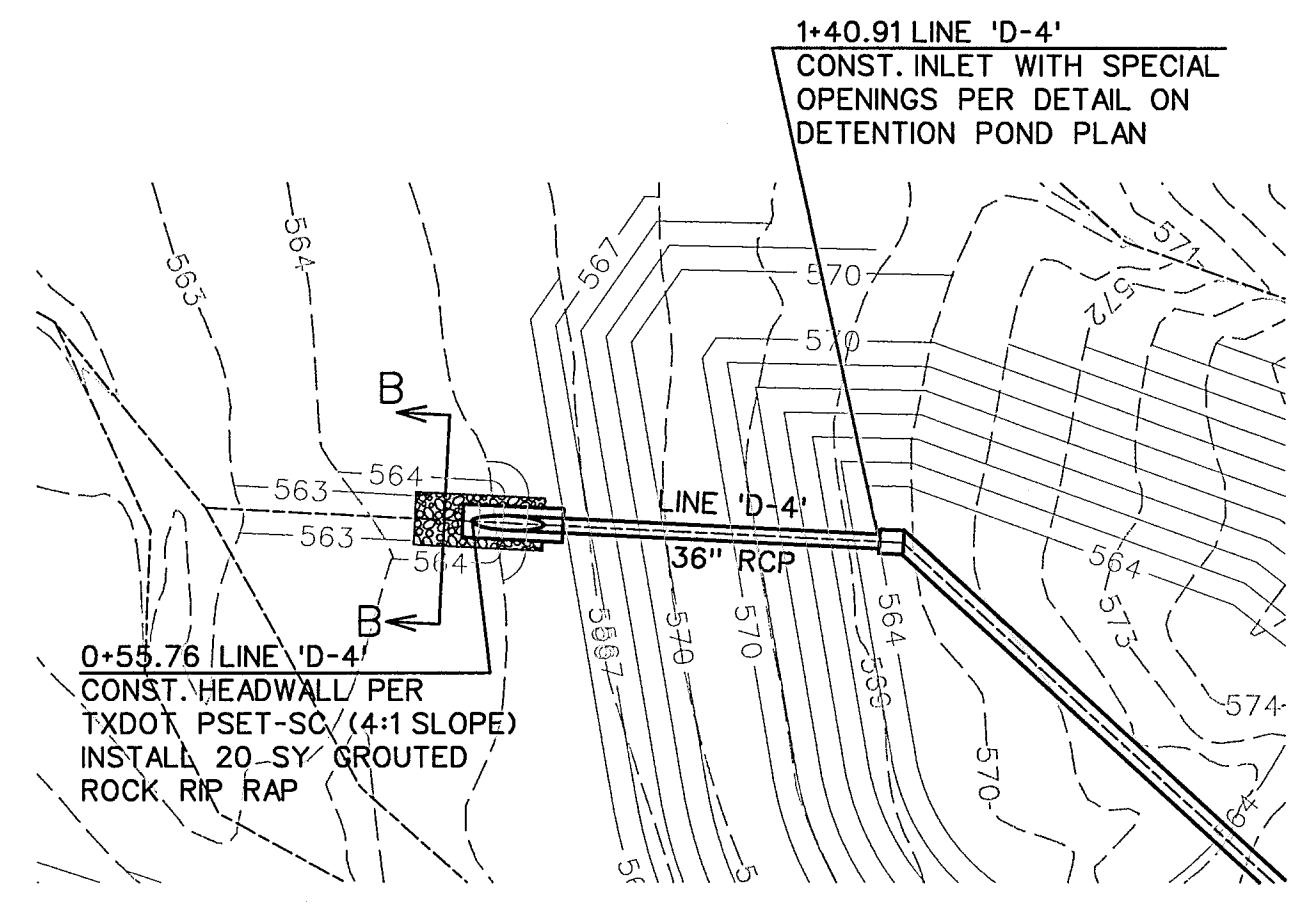 1+40.91 LINE 'D-4'
CONST. INLET WITH SPECIAL
OPENINGS PER DETAIL ON
DETENTION POND PLAN
563
564
567
570
571
572
570
B
564
563
LINE 'D-4'
563
564
36" RCP
564
B
570
570
564
573
574
570
0+55.76 LINE 'D-4'
CONST. HEADWALL PER
TXDOT PSET-SC (4:1 SLOPE)
INSTALL 20 SY GROUTED
ROCK RIP RAP